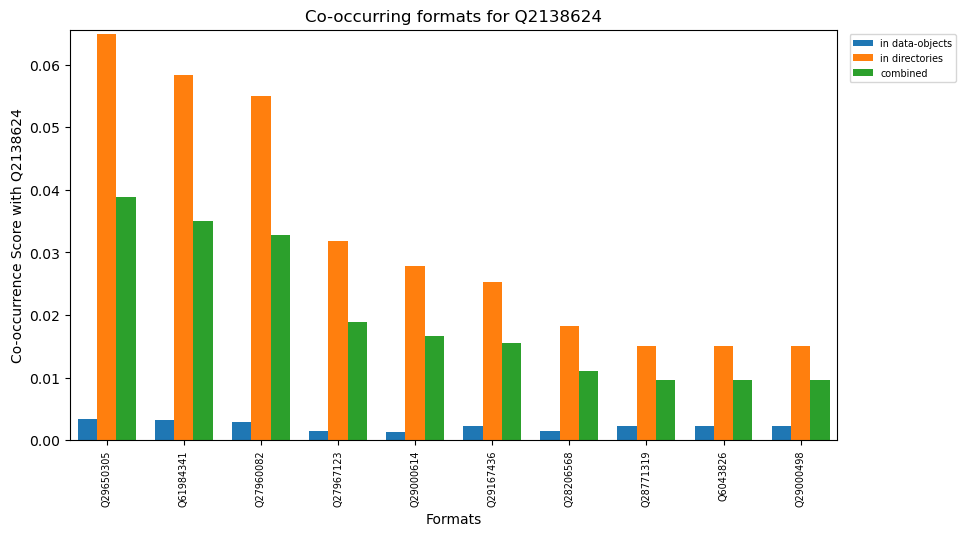 Co-occurring formats for Q2138624
in data-objects
in directories
combined
Co-occurrence Score with Q2138624
0.06
0.05
0.04
0.03
0.02
0.01
0.00
Q29650305
Q61984341
Q27960082
Q27967123
Q29000614
Q29167436
Q28206568
Q28771319
Q6043826
Q29000498
Formats